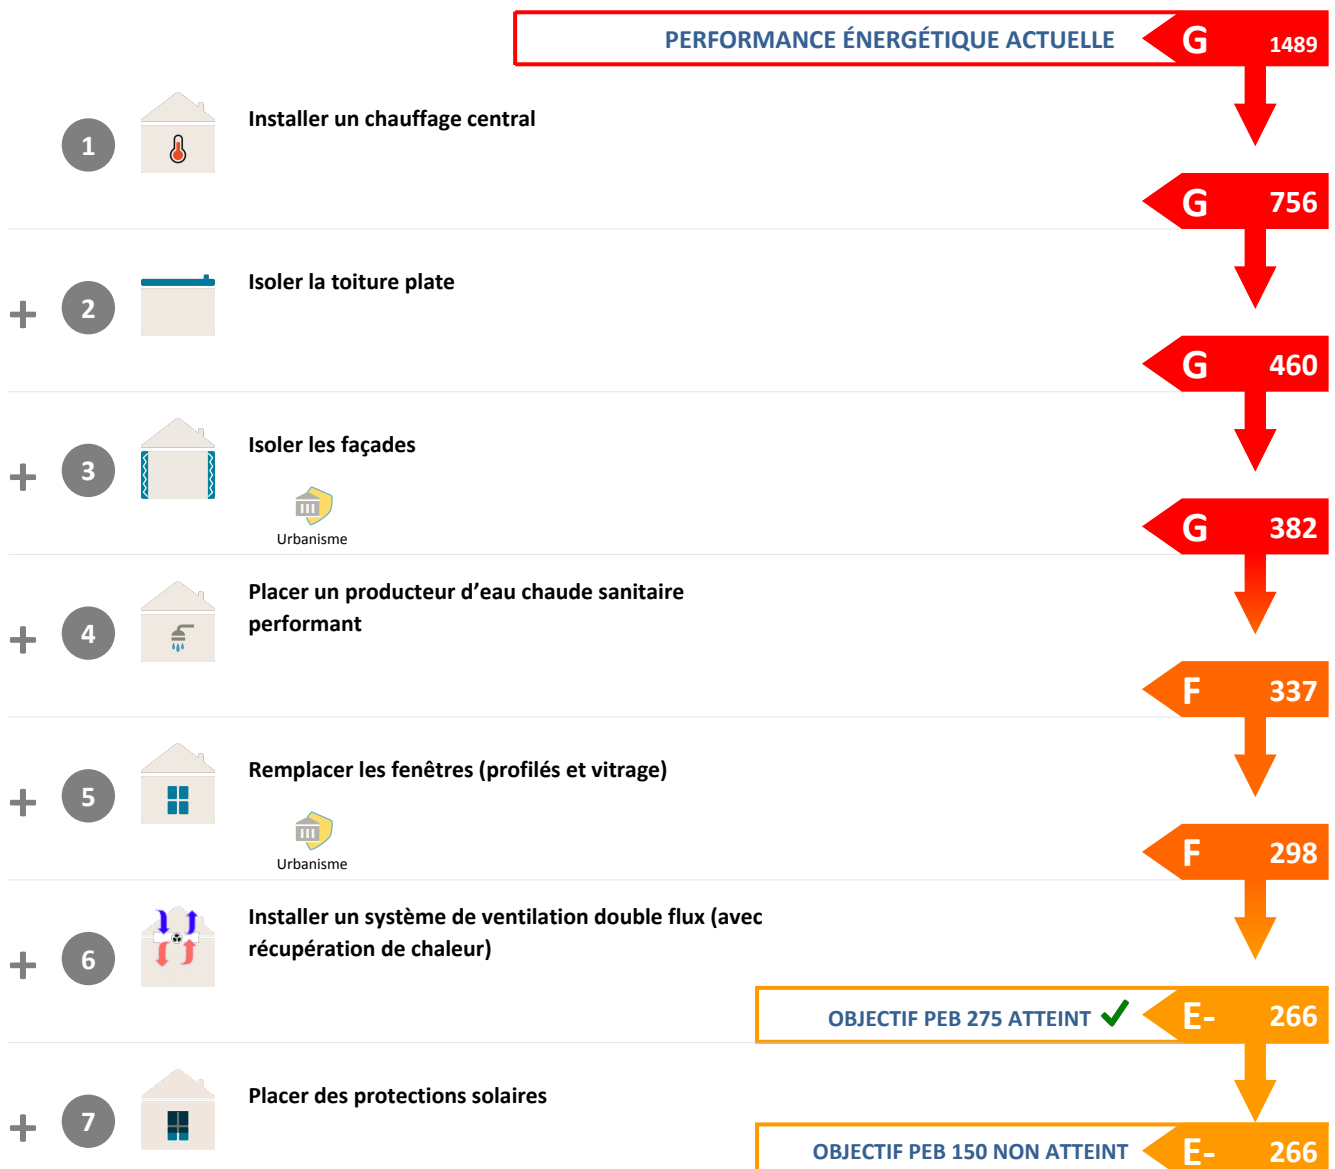 PERFORMANCE ÉNERGÉTIQUE ACTUELLE G 1489
1 Installer un chauffage central
G 756
+ 2 Isoler la toiture plate
G 460
+ 3 Isoler les façades
Urbanisme
G 382
+ 4 Placer un producteur d’eau chaude sanitaire
performant
F 337
+ 5 Remplacer les fenêtres (profilés et vitrage)
Urbanisme
F 298
+ 6 Installer un système de ventilation double flux (avec
récupération de chaleur)
OBJECTIF PEB 275 ATTEINT ✓ E- 266
+ 7 Placer des protections solaires
OBJECTIF PEB 150 NON ATTEINT E- 266